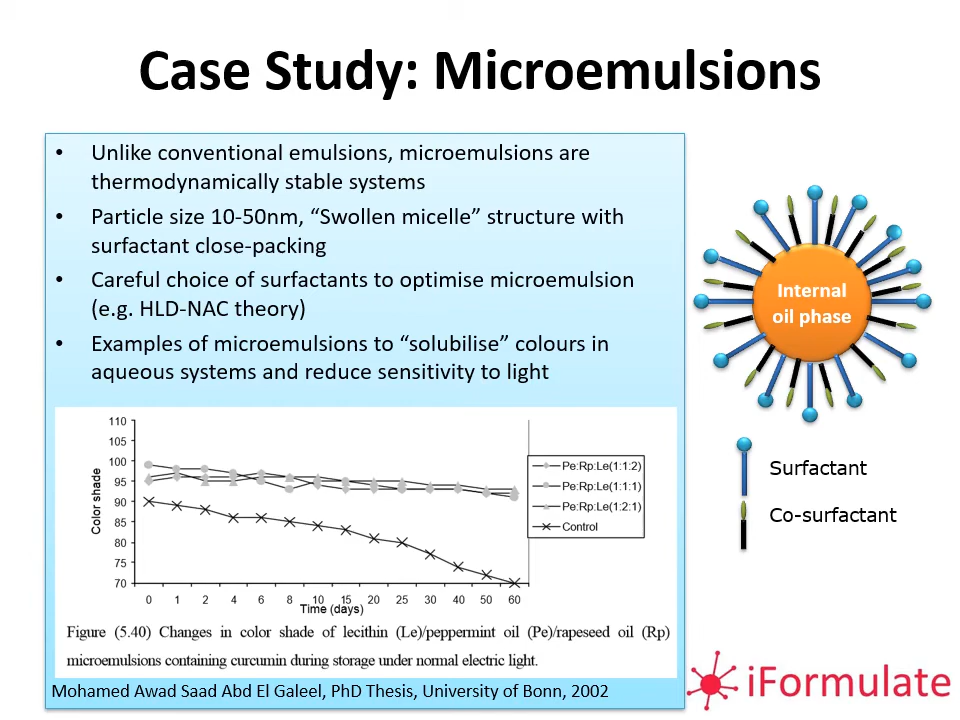 Case Study: Microemulsions
• Unlike conventional emulsions, microemulsions are
thermodynamically stable systems
• Particle size 10-50nm, “Swollen micelle” structure with
surfactant close-packing
• Careful choice of surfactants to optimise microemulsion
(e.g. HLD-NAC theory)
• Examples of microemulsions to “solubilise” colours in
aqueous systems and reduce sensitivity to light
Internal
oil phase
Surfactant
Co-surfactant
110
105
100
95
90
85
80
75
70
Color shade
0 1 2 4 6 8 10 15 20 25 30 40 50 60
Time (days)
Pe:Rp:Le(1:1:2)
Pe:Rp:Le(1:1:1)
Pe:Rp:Le(1:2:1)
Control
Figure (5.40) Changes in color shade of lecithin (Le)/peppermint oil (Pe)/rapeseed oil (Rp)
microemulsions containing curcumin during storage under normal electric light.
Mohamed Awad Saad Abd El Galeel, PhD Thesis, University of Bonn, 2002
iFormulate